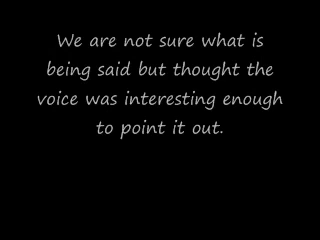 We are not sure what is
being said but thought the
voice was interesting enough
to point it out.